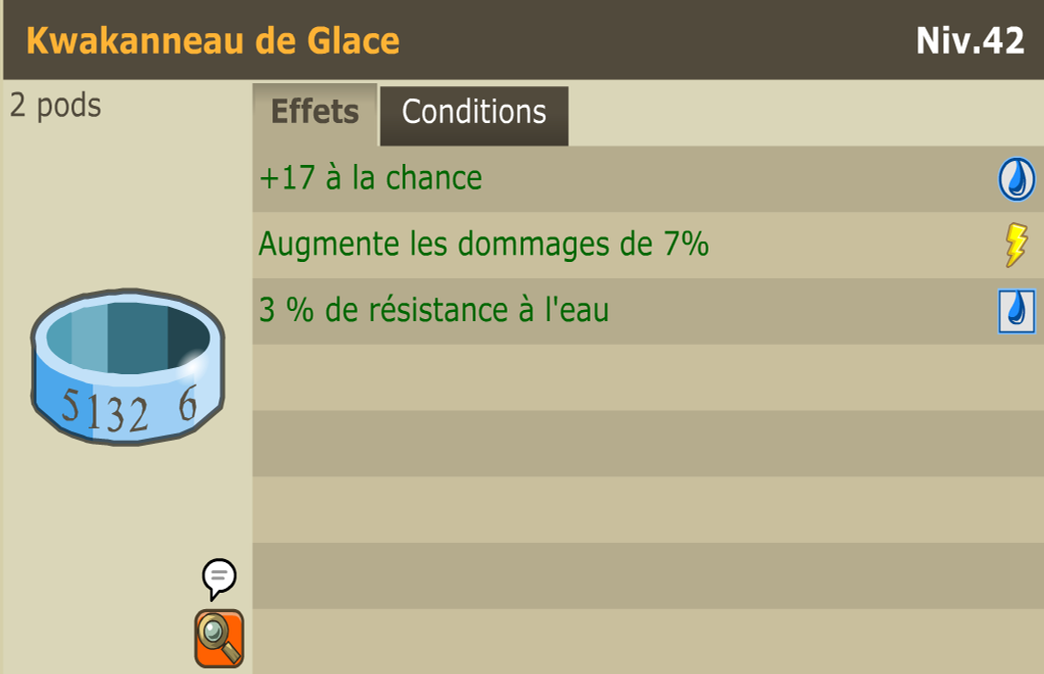 Kwakanneau de Glace
Niv.42
2 pods
Effets
Conditions
+17 à la chance
Augmente les dommages de 7%
3 % de résistance à l'eau
5132 6